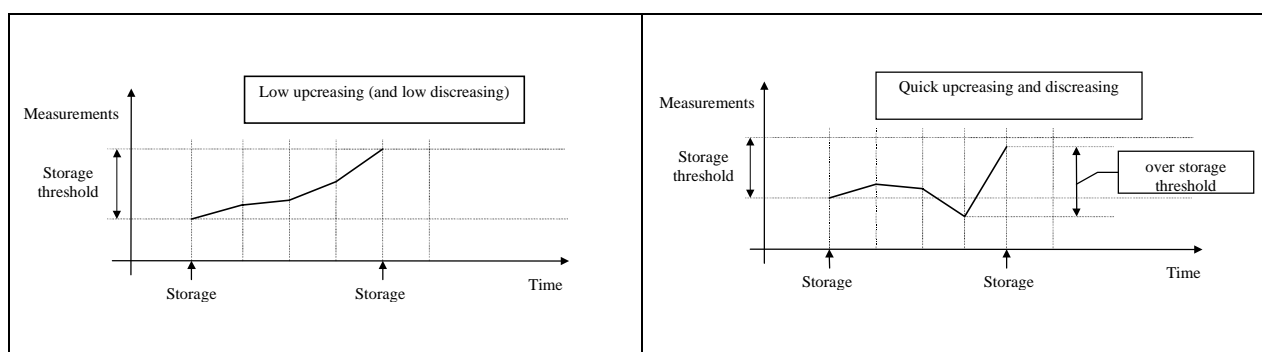 Low upcreasing (and low discreasing)
Measurements
Storage
threshold
Time
Storage
Storage
Quick upcreasing and discreasing
Measurements
Storage
threshold
over storage
threshold
Time
Storage
Storage